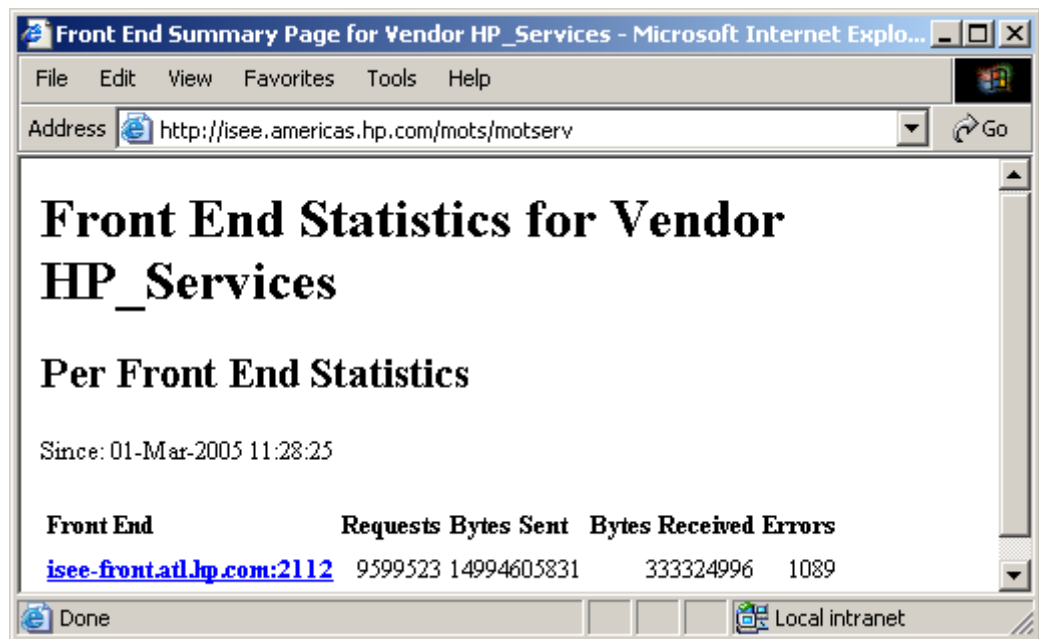 Front End Summary Page for Vendor HP_Services - Microsoft Internet Explo...
File Edit View Favorites Tools Help
Address http://isee.americas.hp.com/mots/motserv Go
Front End Statistics for Vendor
HP_Services
Per Front End Statistics
Since: 01-Mar-2005 11:28:25
Front End Requests Bytes Sent Bytes Received Errors
isee-front.atl.hp.com:2112 9599523 14994605831 333324996 1089
Done Local intranet